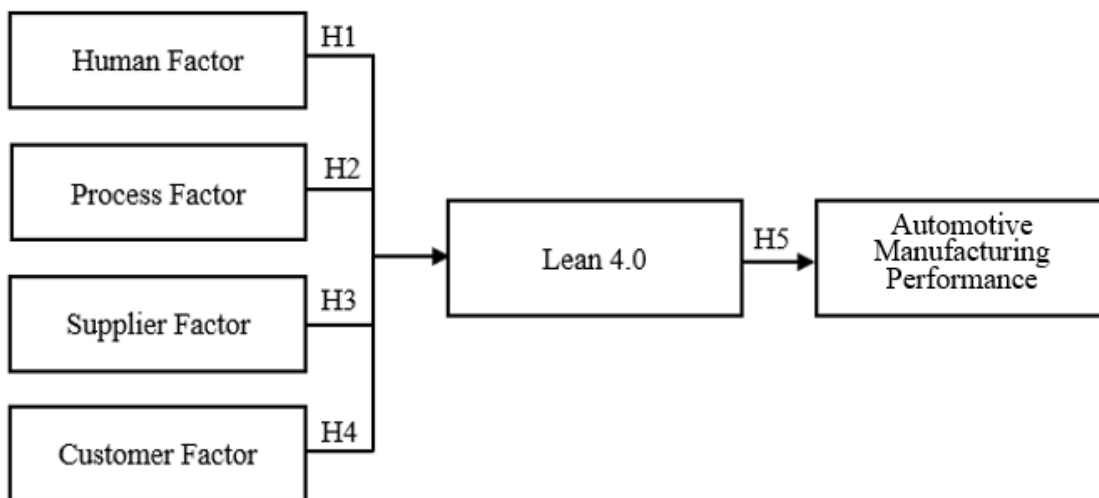 Human Factor
H1
Process Factor
H2
Supplier Factor
H3
Customer Factor
H4
Lean 4.0
H5
Automotive
Manufacturing
Performance